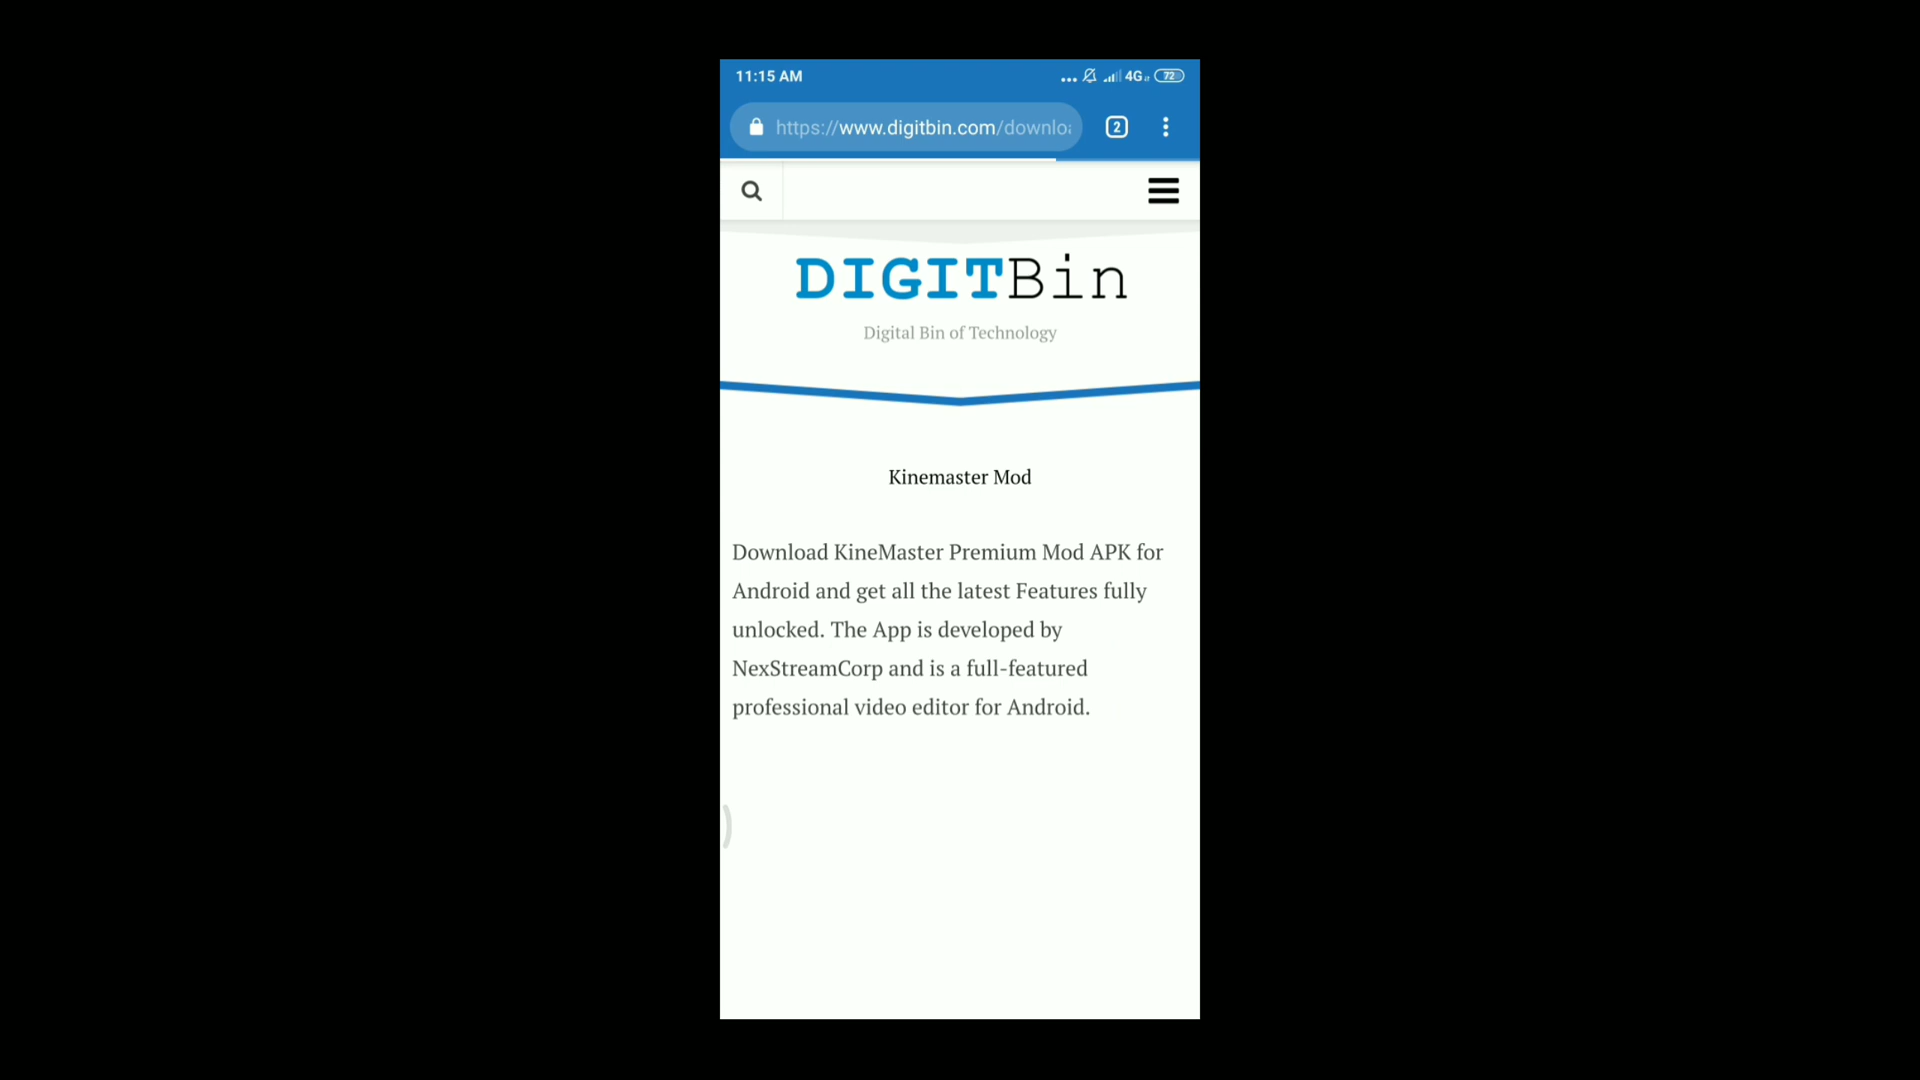 11:15 AM
4G
72
https://www.digitbin.com/downloa
2
DIGITBin
Digital Bin of Technology
Kinemaster Mod
Download KineMaster Premium Mod APK for
Android and get all the latest Features fully
unlocked. The App is developed by
NexStreamCorp and is a full-featured
professional video editor for Android.